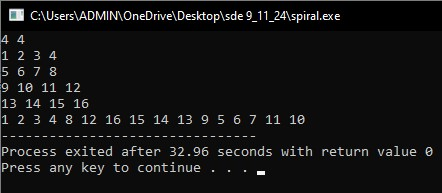 C:\Users\ADMIN\OneDrive\Desktop\sde 9_11_24\spiral.exe
4 4
1 2 3 4
5 6 7 8
9 10 11 12
13 14 15 16
1 2 3 4 8 12 16 15 14 13 9 5 6 7 11 10
--------------------------------
Process exited after 32.96 seconds with return value 0
Press any key to continue . . .